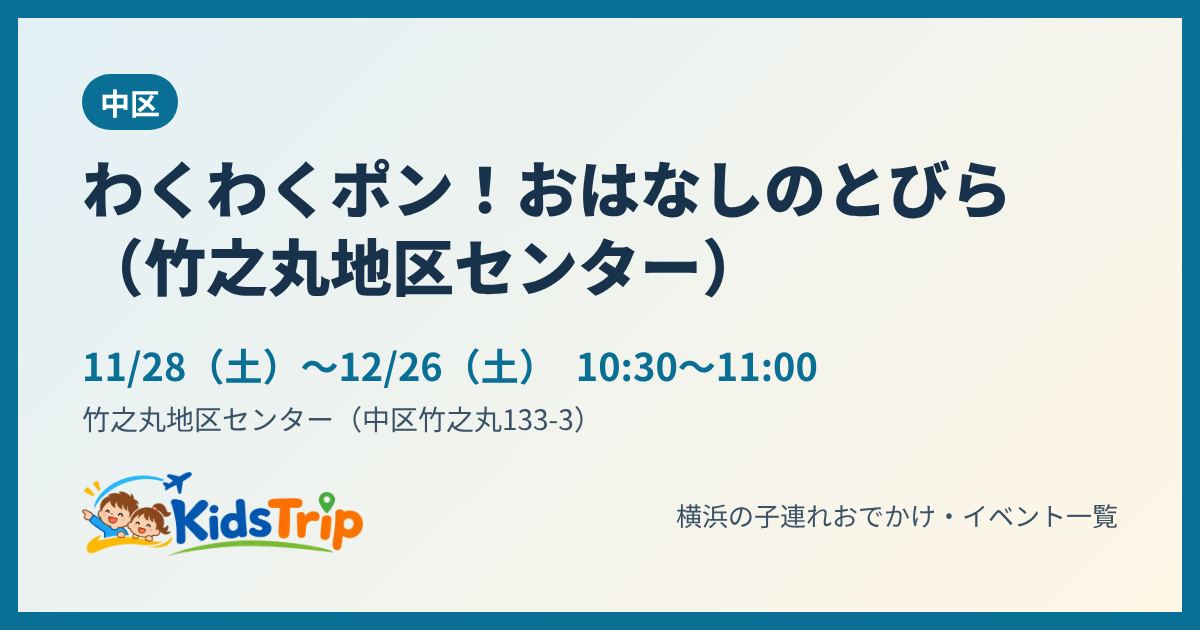 中区
わくわくポン！おはなしのとびら
（竹之丸地区センター）
11/28（土）～12/26（土） 10:30～11:00
竹之丸地区センター（中区竹之丸133-3）
KidsTrip
横浜の子連れおでかけ・イベント一覧